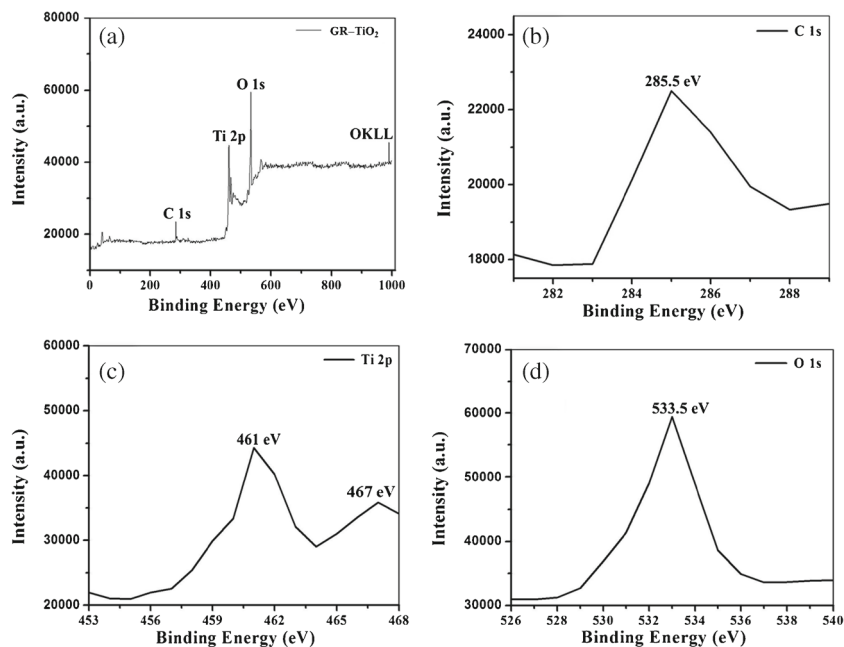 (a)
GR–TiO2
O 1s
Ti 2p
OKLL
C 1s
80000
60000
40000
20000
0
0 200 400 600 800 1000
Intensity (a.u.)
Binding Energy (eV)
(b)
C 1s
285.5 eV
24000
22000
20000
18000
282 284 286 288
Intensity (a.u.)
Binding Energy (eV)
(c)
Ti 2p
461 eV
467 eV
60000
50000
40000
30000
20000
453 456 459 462 465 468
Intensity (a.u.)
Binding Energy (eV)
(d)
O 1s
533.5 eV
70000
60000
50000
40000
30000
526 528 530 532 534 536 538 540
Intensity (a.u.)
Binding Energy (eV)